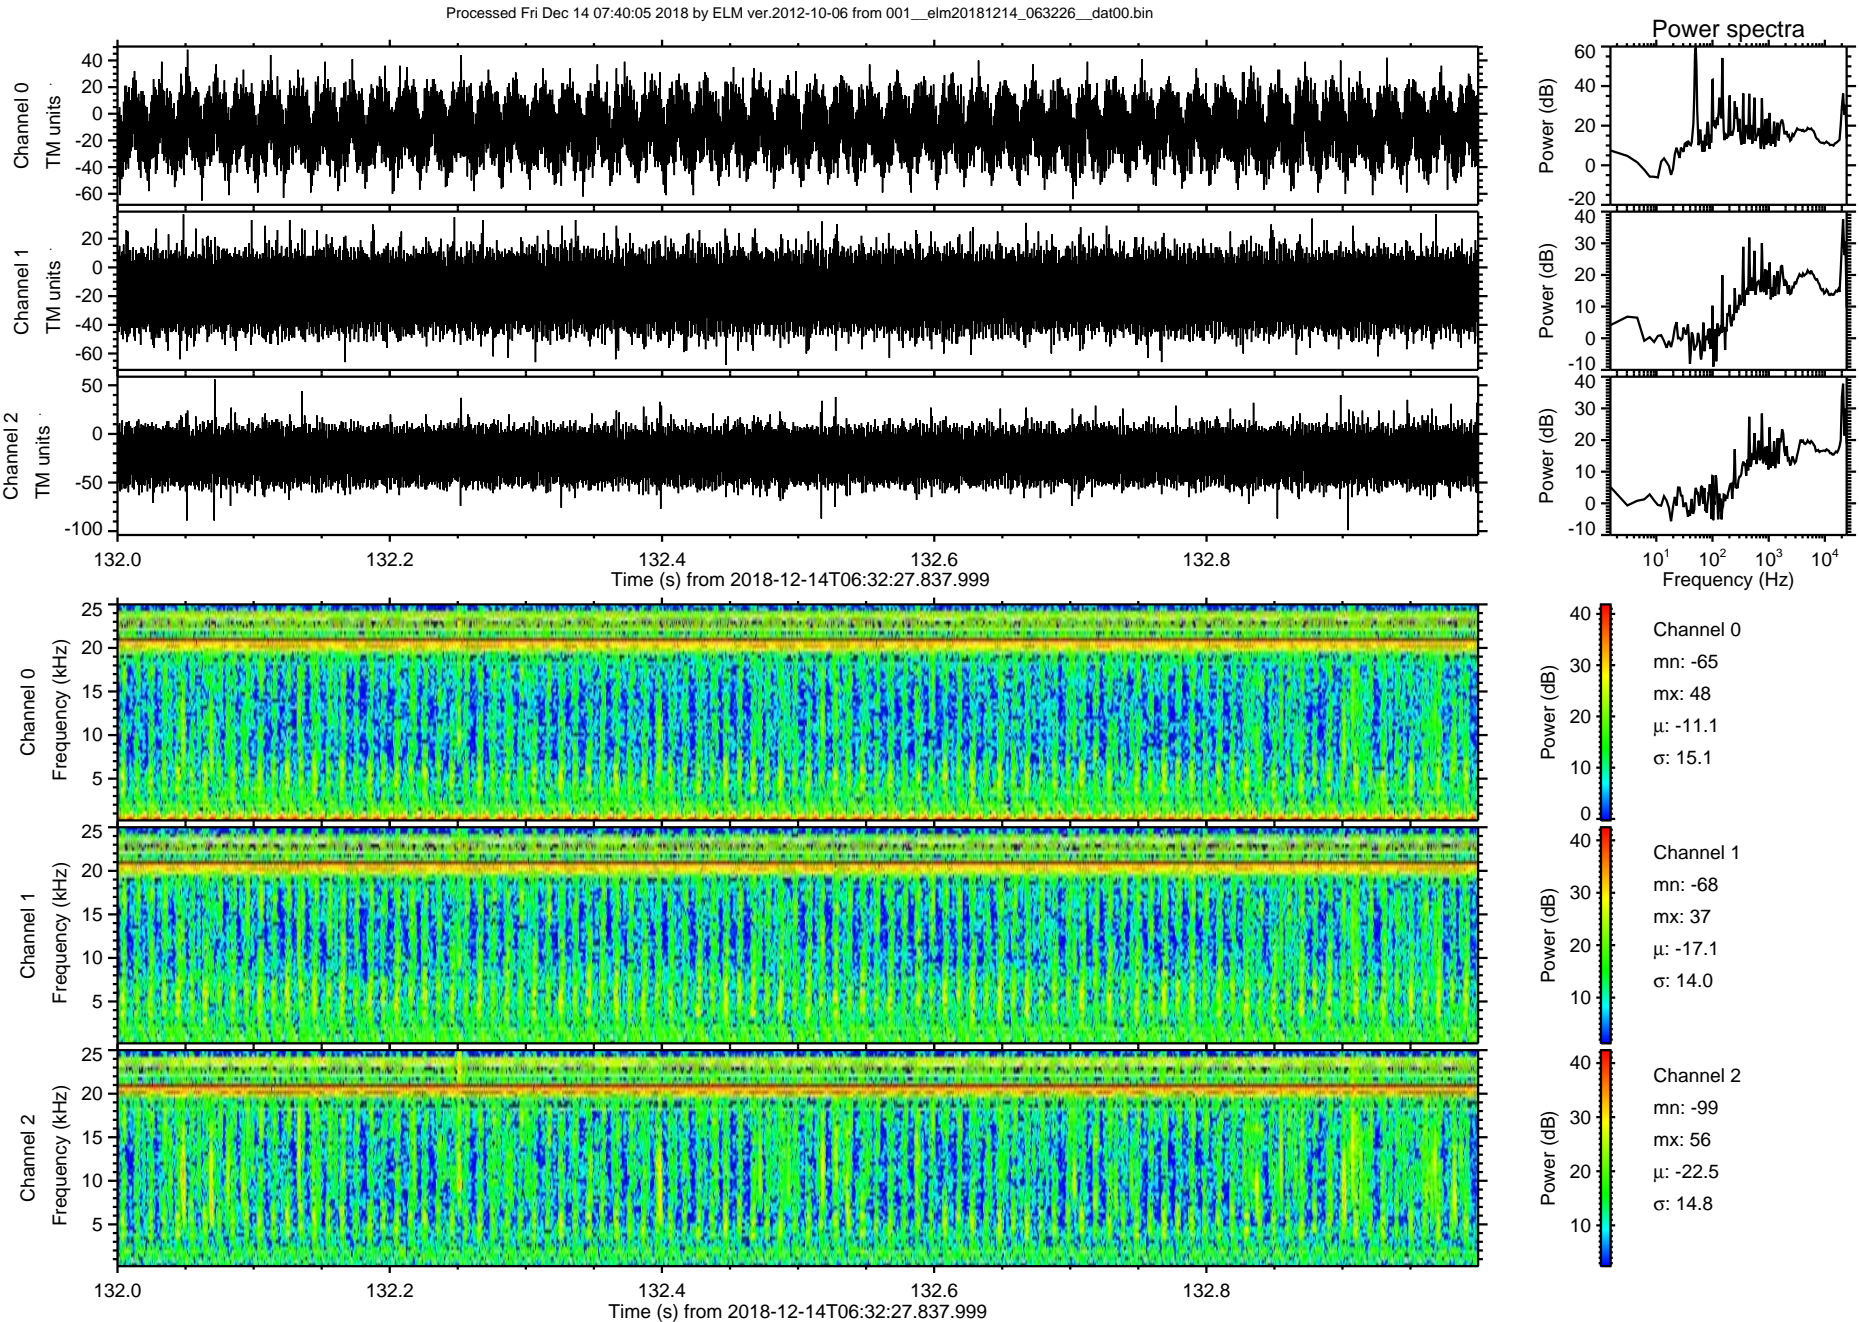 Processed Fri Dec 14 07:40:05 2018 by ELM ver.2012-10-06 from 001__elm20181214_063226__dat00.bin
Power spectra
Channel 0
TM units
40
20
0
-20
-40
-60
Power (dB)
60
40
20
0
-20
Channel 1
TM units
20
0
-20
-40
-60
Power (dB)
40
30
20
10
0
-10
Channel 2
TM units
50
0
-50
-100
Power (dB)
40
30
20
10
0
-10
132.0 132.2 132.4 132.6 132.8
Time (s) from 2018-12-14T06:32:27.837.999
10^1 10^2 10^3 10^4
Frequency (Hz)
Channel 0
Frequency (kHz)
25
20
15
10
5
Power (dB)
40
30
20
10
0
Channel 0
mn: -65
mx: 48
μ: -11.1
σ: 15.1
Channel 1
Frequency (kHz)
25
20
15
10
5
Power (dB)
40
30
20
10
Channel 1
mn: -68
mx: 37
μ: -17.1
σ: 14.0
Channel 2
Frequency (kHz)
25
20
15
10
5
Power (dB)
40
30
20
10
Channel 2
mn: -99
mx: 56
μ: -22.5
σ: 14.8
132.0 132.2 132.4 132.6 132.8
Time (s) from 2018-12-14T06:32:27.837.999